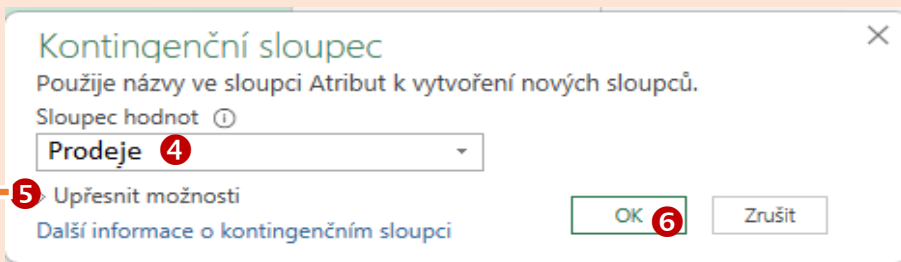 Kontingenční sloupec
Použije názvy ve sloupci Atribut k vytvoření nových sloupců.
Sloupec hodnot
Prodeje 4
5 Upřesnit možnosti
OK 6 Zrušit
Další informace o kontingenčním sloupci